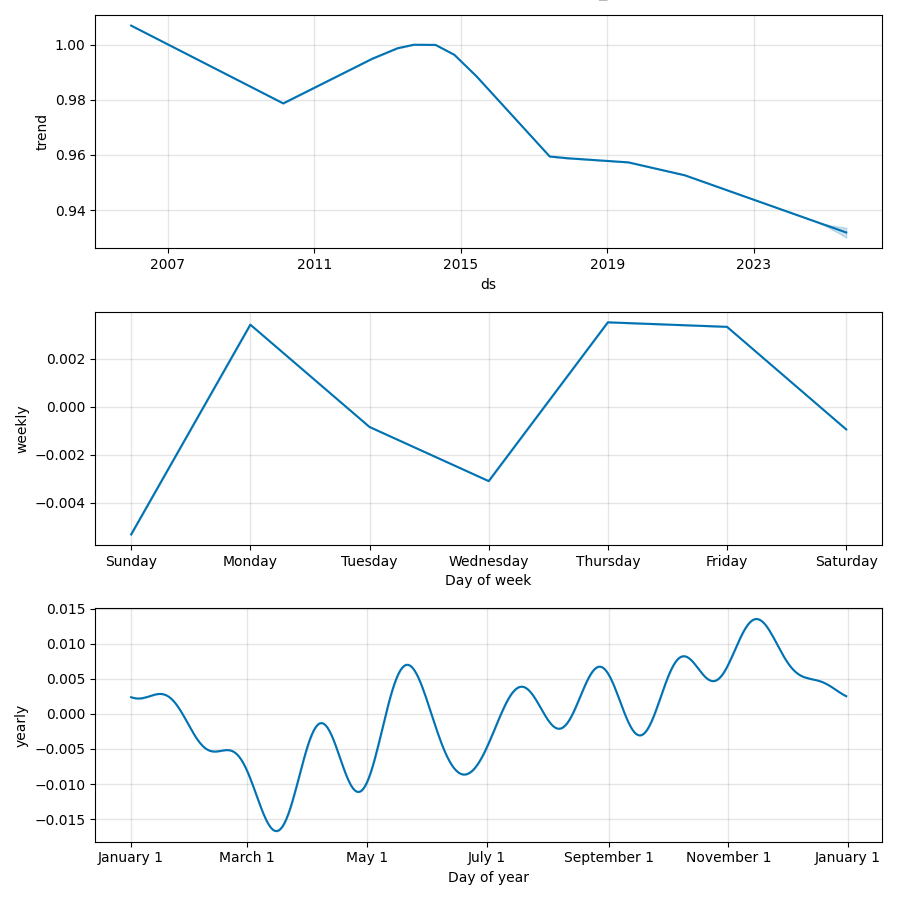 1.00
0.98
0.96
0.94
trend
2007 2011 2015 2019 2023
ds
0.002
0.000
−0.002
−0.004
weekly
Sunday Monday Tuesday Wednesday Thursday Friday Saturday
Day of week
0.015
0.010
0.005
0.000
−0.005
−0.010
−0.015
yearly
January 1 March 1 May 1 July 1 September 1 November 1 January 1
Day of year